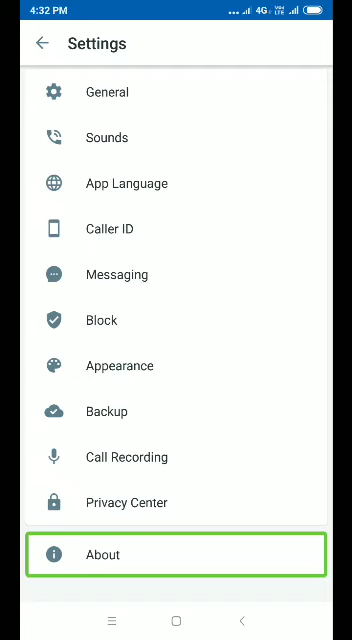 4:32 PM
4G
Settings
General
Sounds
App Language
Caller ID
Messaging
Block
Appearance
Backup
Call Recording
Privacy Center
About